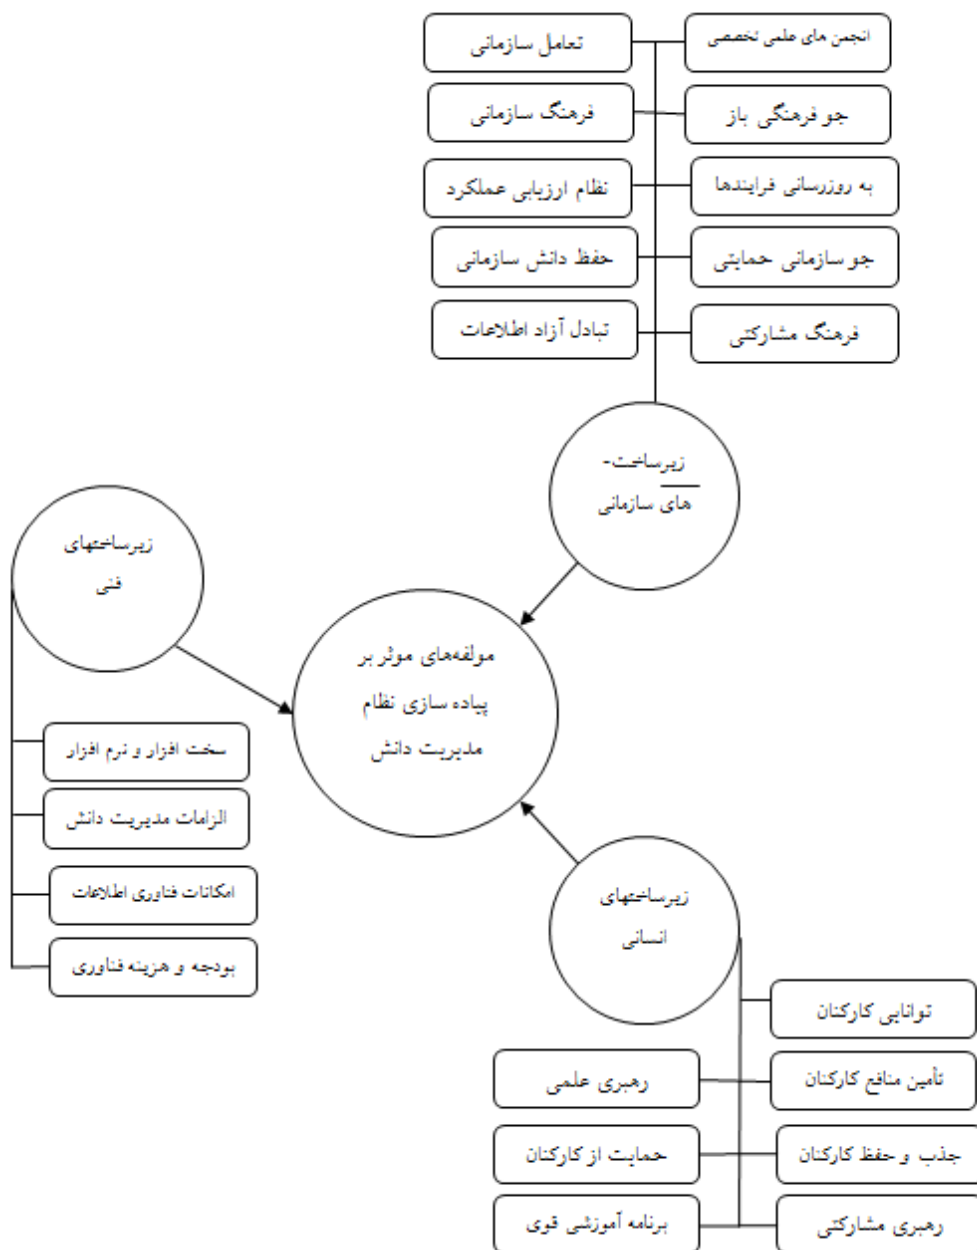 انجمن های علمی تخصصی
تعامل سازمانی
جو فرهنگی باز
فرهنگ سازمانی
به روزرسانی فرایندها
نظام ارزیابی عملکرد
جو سازمانی حمایتی
حفظ دانش سازمانی
فرهنگ مشارکتی
تبادل آزاد اطلاعات
زیرساخت-
های سازمانی
زیرساختهای
فنی
مولفه‌های موثر بر
پیاده سازی نظام
مدیریت دانش
سخت افزار و نرم افزار
الزامات مدیریت دانش
امکانات فناوری اطلاعات
بودجه و هزینه فناوری
زیرساختهای
انسانی
توانایی کارکنان
تأمین منافع کارکنان
رهبری علمی
جذب و حفظ کارکنان
حمایت از کارکنان
رهبری مشارکتی
برنامه آموزشی قوی